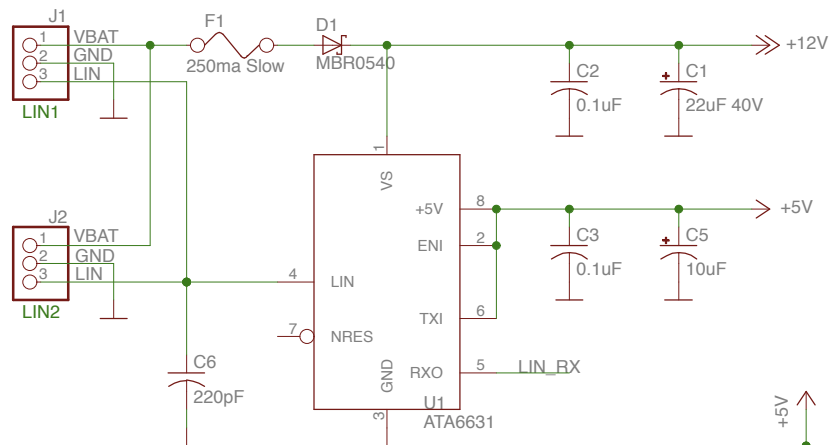 J1
F1
D1
1 VBAT
2 GND
3 LIN
LIN1
250ma Slow
MBR0540
+12V
C2
0.1uF
C1
22uF 40V
1
VS
J2
1 VBAT
2 GND
3 LIN
LIN2
+5V 8
+5V
ENI 2
C3
0.1uF
C5
10uF
4 LIN
TXI 6
7 NRES
C6
220pF
GND
3
RXO 5 LIN_RX
U1
ATA6631
+5V